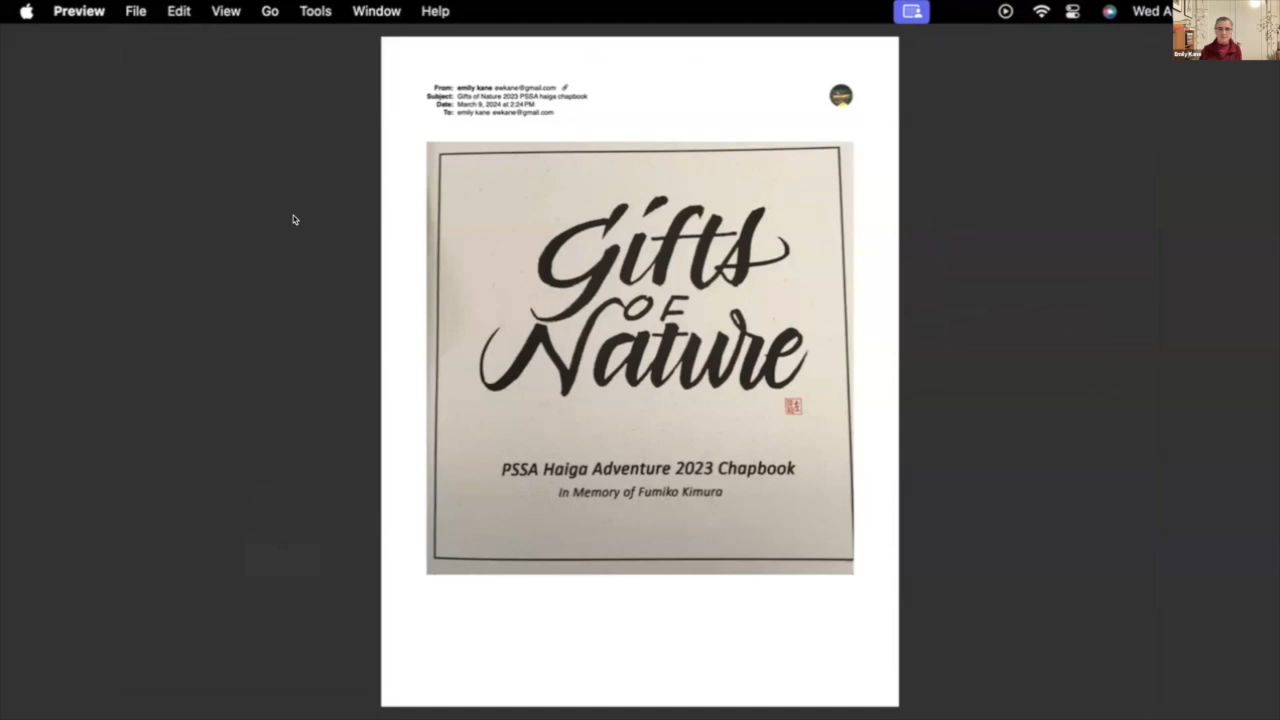 Preview File Edit View Go Tools Window Help
Wed A
Emily Kane
From: emily kane ewkane@gmail.com
Subject: Gifts of Nature 2023 PSSA haiga chapbook
Date: March 9, 2024 at 2:24 PM
To: emily kane ewkane@gmail.com
Gifts
OF
Nature
PSSA Haiga Adventure 2023 Chapbook
In Memory of Fumiko Kimura